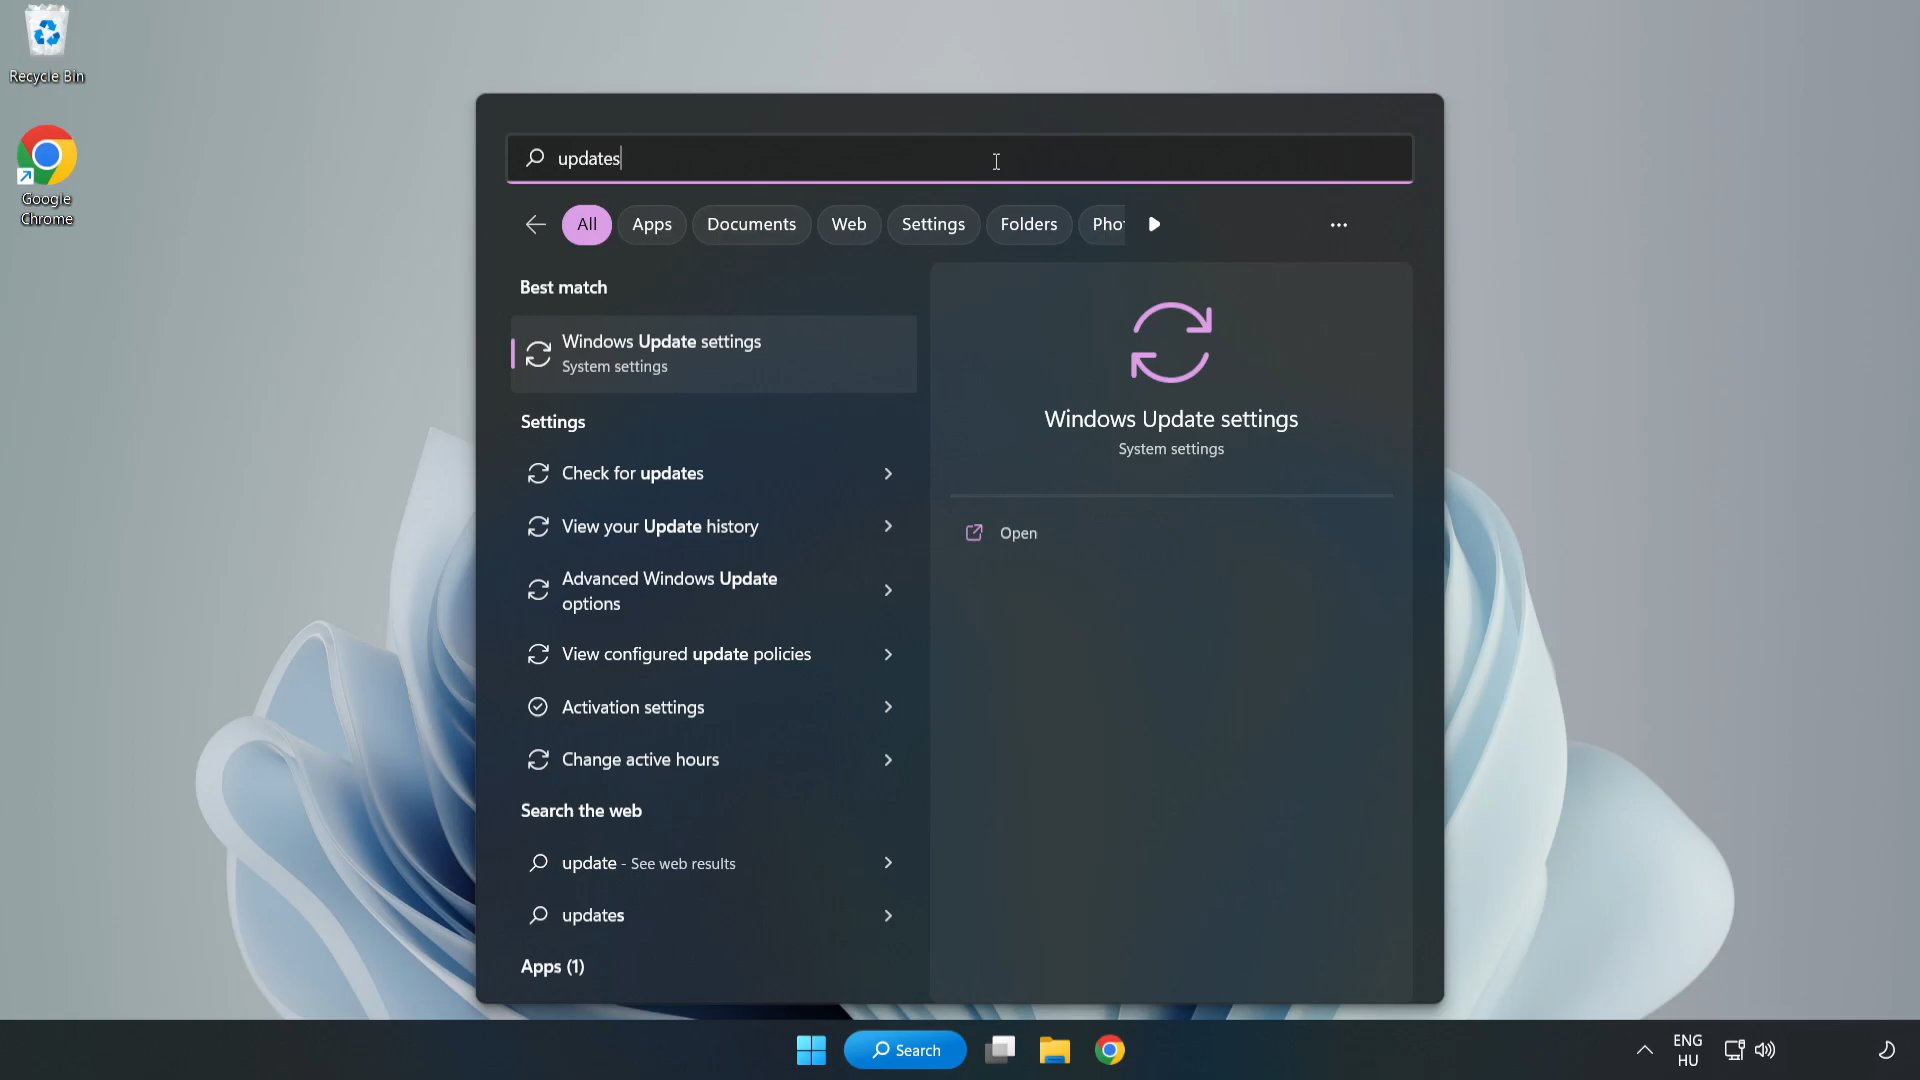 Recycle Bin
Google
Chrome
updates
All
Apps
Documents
Web
Settings
Folders
Pho
Best match
Windows Update settings
System settings
Settings
Check for updates
View your Update history
Advanced Windows Update
options
View configured update policies
Activation settings
Change active hours
Search the web
update - See web results
updates
Apps (1)
Windows Update settings
System settings
Open
Search
ENG
HU